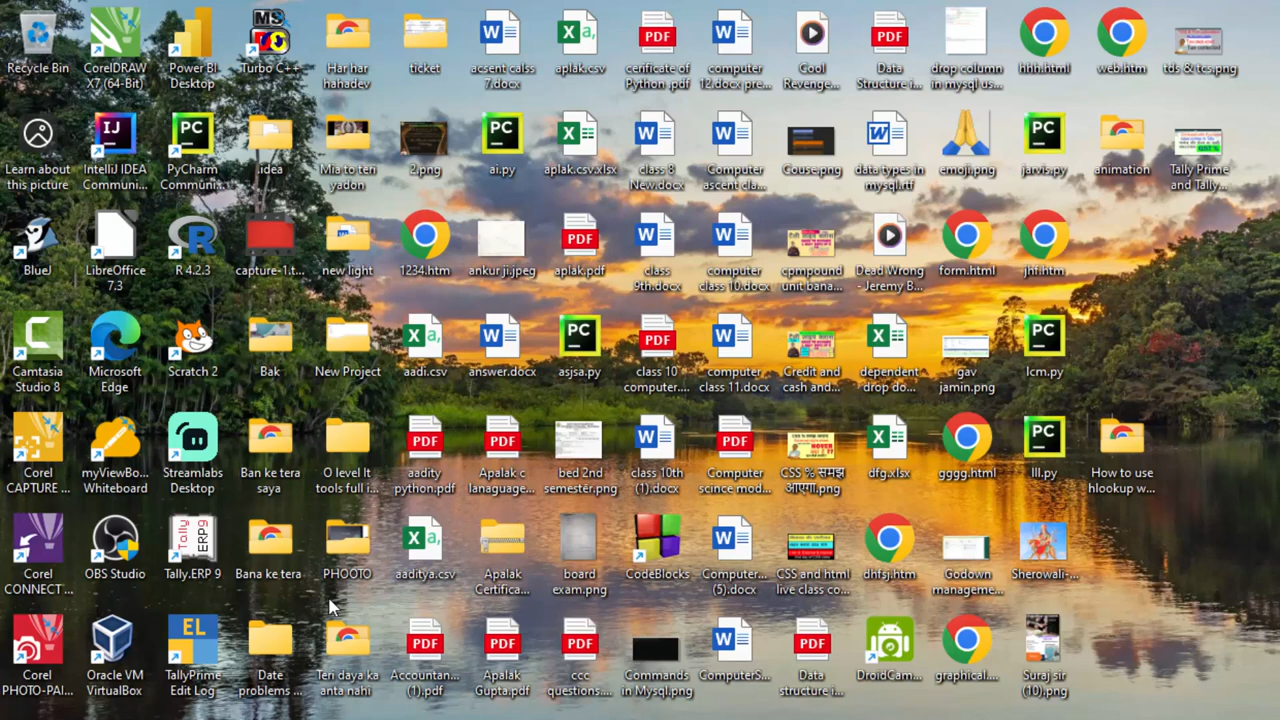 Recycle Bin
CorelDRAW
X7 (64-Bit)
Power BI
Desktop
Turbo C++
Har har
hahadev
ticket
acsent calss
7.docx
aplak.csv
cenficate of
Python .pdf
computer
12.docx pre...
Cool
Revenge...
Data
Structure i...
drop column
in mysql us...
hhh.html
web.htm
tds & tcs.png
Learn about
this picture
IntelliJ IDEA
Communi...
PyCharm
Commun...
.idea
Mia to ten
yadon
2.png
ai.py
aplak.csv.xlsx
class 8
New.docx
Computer
ascent cla...
Couse.png
data types in
mysql.rtf
emoji.png
jarvis.py
animation
Tally Prime
and Tally...
BlueJ
LibreOffice
7.3
R 4.2.3
capture-1.t...
new light
1234.htm
ankur ji.jpeg
aplak.pdf
class
9th.docx
computer
class 10.docx
cpmpound
unit bana...
Dead Wrong
- Jeremy B...
form.html
jhf.htm
Camtasia
Studio 8
Microsoft
Edge
Scratch 2
Bak
New Project
aadi.csv
answer.docx
asjsa.py
class 10
computer....
computer
class 11.docx
Credit and
cash and...
dependent
drop do...
gav
jamin.png
lcm.py
Corel
CAPTURE ...
myViewBo...
Whiteboard
Streamlabs
Desktop
Ban ke tera
saya
O level It
tools full i...
aadity
python.pdf
Apalak c
lanaguage...
bed 2nd
semester.png
class 10th
(1).docx
Computer
scince mod...
CSS % समझ
आएगा.png
dfg.xlsx
gggg.html
lll.py
How to use
hlookup w...
Corel
CONNECT ...
OBS Studio
Tally.ERP 9
Bana ke tera
PHOOTO
aaditya.csv
Apalak
Certifica...
board
exam.png
CodeBlocks
Computer...
(5).docx
CSS and html
live class co...
dhfsj.htm
Godown
manageme...
Sherowali-...
Corel
PHOTO-PAI...
Oracle VM
VirtualBox
TallyPrime
Edit Log
Date
problems ...
Teri daya ka
anta nahi
Accountan...
(1).pdf
Apalak
Gupta.pdf
ccc
questions....
Commands
in Mysql.png
ComputerS...
Data
structure i...
DroidCam...
graphical....
Suraj sir
(10).png